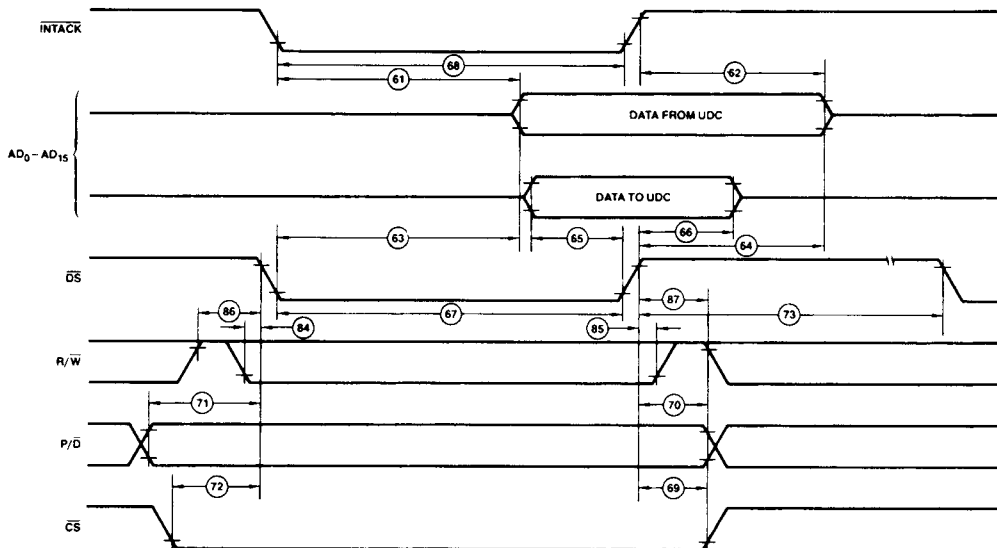 INTACK
68
61
62
DATA FROM UDC
AD0–AD15
DATA TO UDC
63
65
66
64
DS
67
87
73
86
84
85
R/W
71
70
P/D
72
69
CS